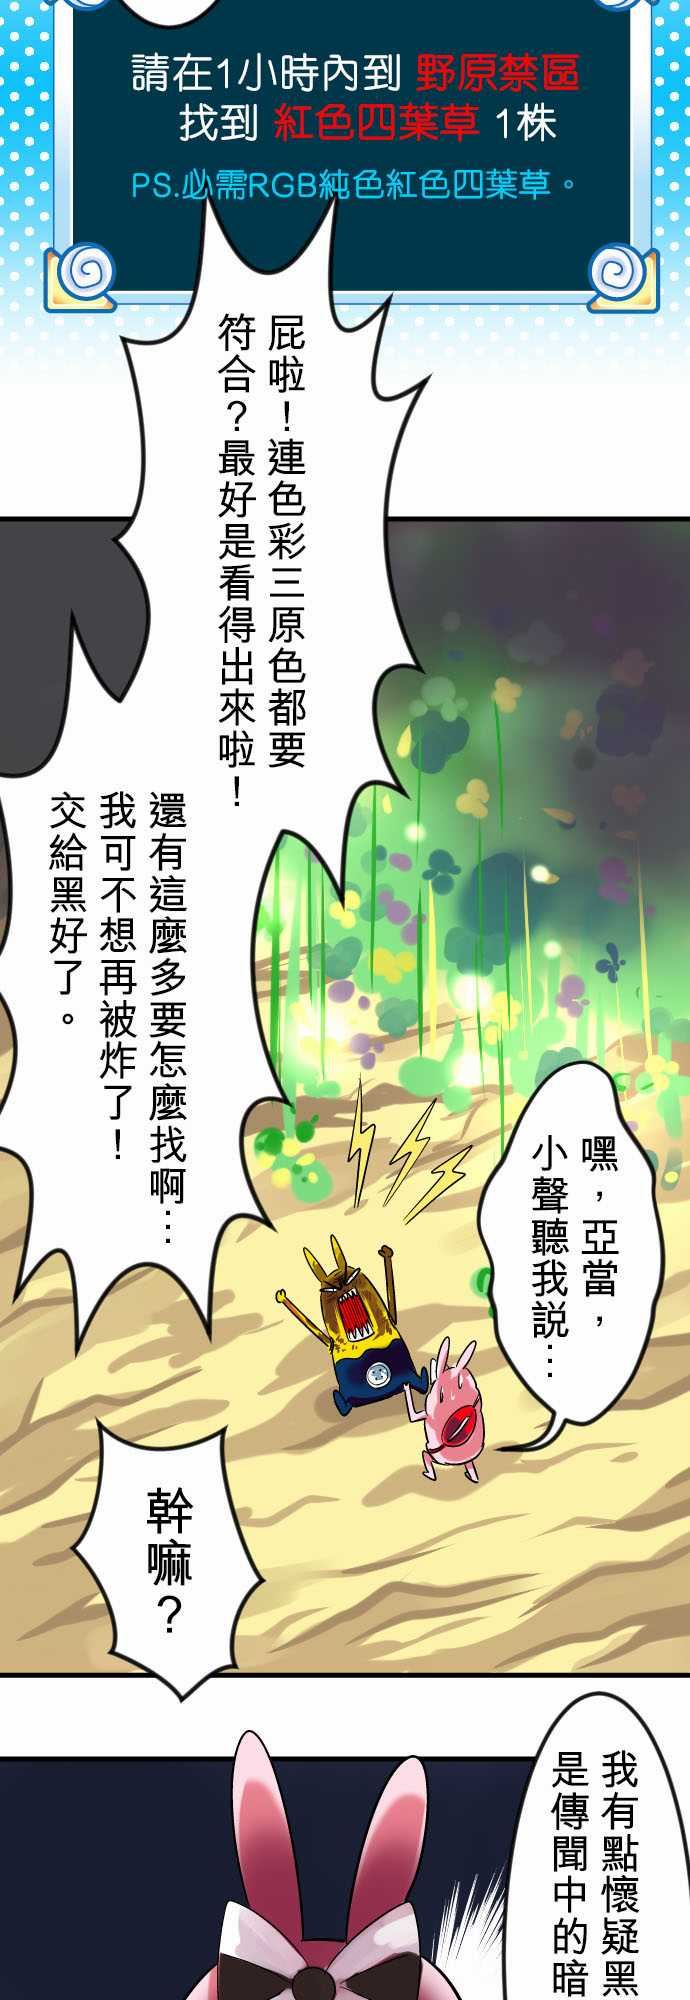 請在1小時內到 野原禁區
找到 紅色四葉草 1株
PS.必需RGB純色紅色四葉草。
屁啦！連色彩三原色都要
符合？最好是看得出來啦！
還有這麼多要怎麼找啊…
我可不想再被炸了！
交給黑好了。
嘿，亞當，
小聲聽我説…
幹嘛？
我有點懷疑黑
是傳聞中的暗